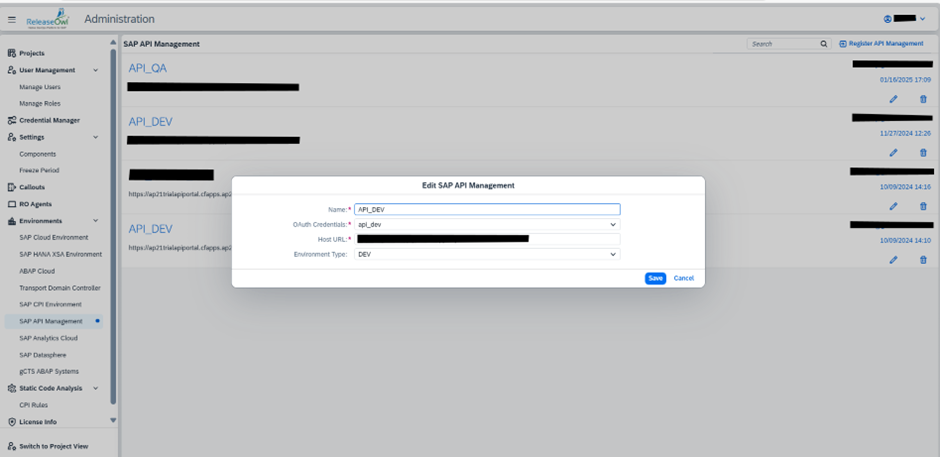 ReleaseOwl
Administration
SAP API Management
Search
Register API Management
Projects
User Management
Manage Users
Manage Roles
Credential Manager
Settings
Components
Freeze Period
Callouts
RO Agents
Environments
SAP Cloud Environment
SAP HANA XSA Environment
ABAP Cloud
Transport Domain Controller
SAP CPI Environment
SAP API Management
SAP Analytics Cloud
SAP Datasphere
gCTS ABAP Systems
Static Code Analysis
CPI Rules
License Info
Switch to Project View
API_QA
01/16/2025 17:09
API_DEV
11/27/2024 12:26
https://ap21trialapiportal.cfapps.ap2
10/09/2024 14:16
API_DEV
https://ap21trialapiportal.cfapps.ap2
10/09/2024 14:10
Edit SAP API Management
Name:* API_DEV
OAuth Credentials:* api_dev
Host URL:*
Environment Type: DEV
Save Cancel